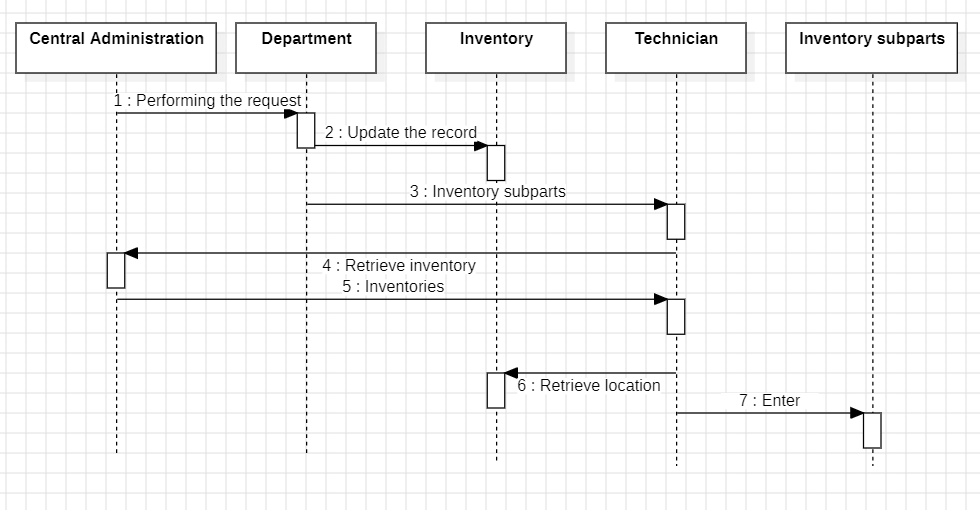 Central Administration
Department
Inventory
Technician
Inventory subparts
1 : Performing the request
2 : Update the record
3 : Inventory subparts
4 : Retrieve inventory
5 : Inventories
6 : Retrieve location
7 : Enter